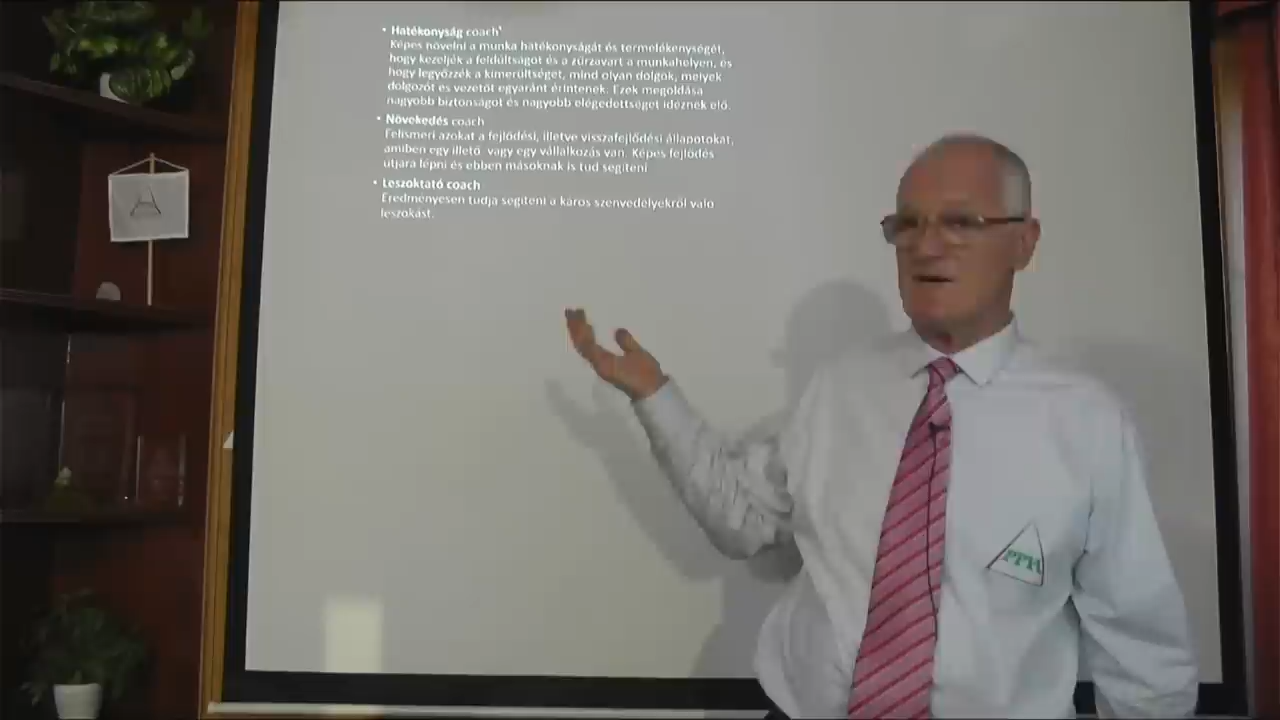 • Hatékonyság coach'
Képes növelni a munka hatékonyságát és termelékenységét,
hogy kezeljék a feldúltságot és a zűrzavart a munkahelyen, és
hogy legyőzzék a kimerültséget, mind olyan dolgok, melyek
dolgozót és vezetőt egyaránt érintenek. Ezek megoldása
nagyobb biztonságot és nagyobb elégedettséget idéznek elő.
• Növekedés coach
Felismeri azokat a fejlődési, illetve visszafejlődési állapotokat,
amiben egy illető vagy egy vállalkozás van. Képes fejlődés
útjára lépni és ebben másoknak is tud segíteni
• Leszoktató coach
Eredményesen tudja segíteni a káros szenvedélyekről való
leszokást.
PPM